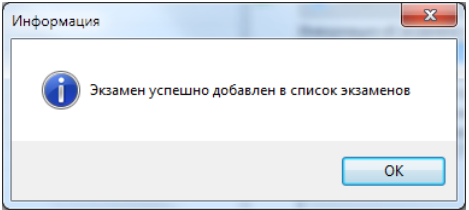 Информация
Экзамен успешно добавлен в список экзаменов
OK